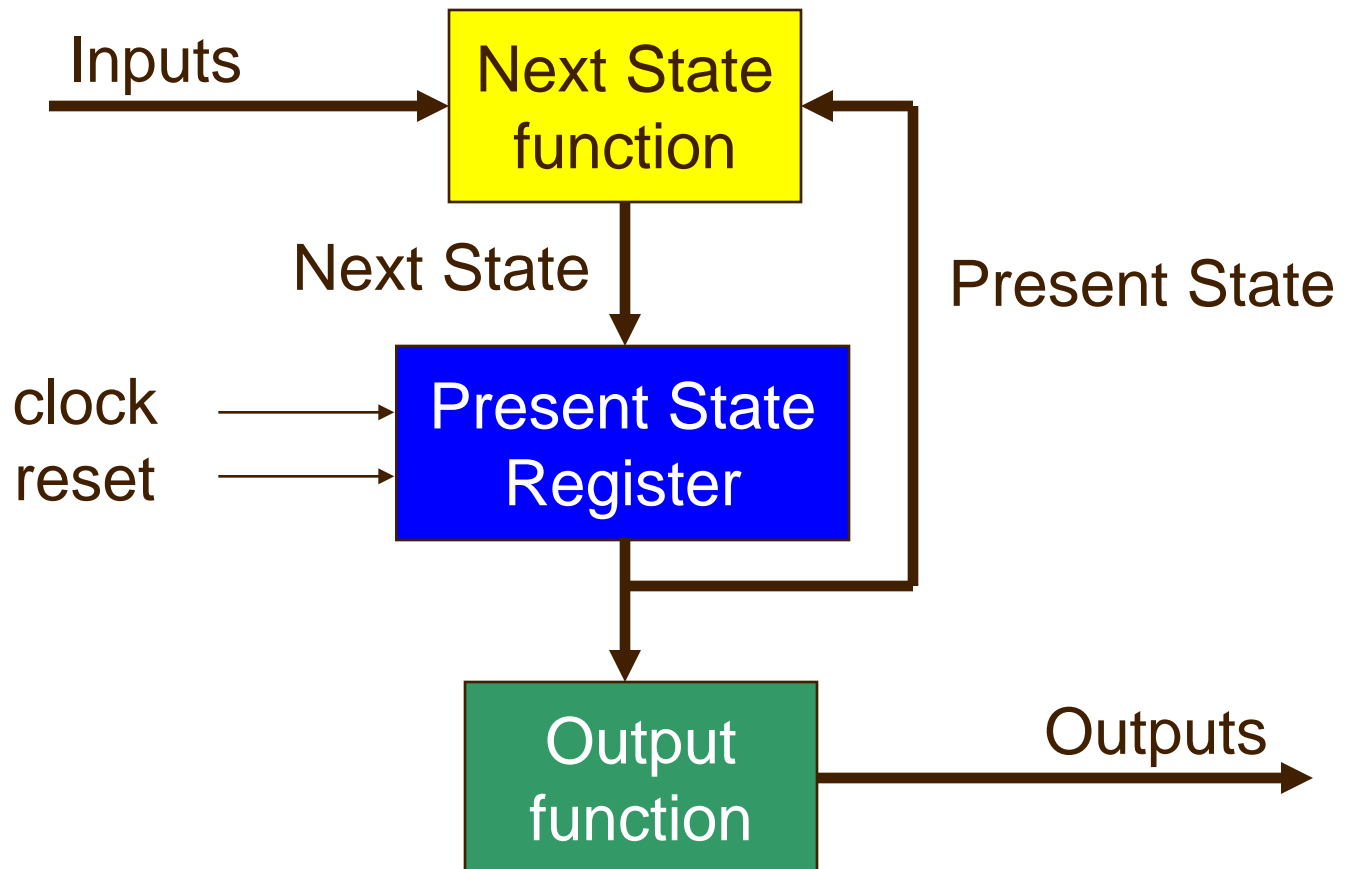 Inputs
Next State
function
Next State
Present State
clock
reset
Present State
Register
Output
function
Outputs